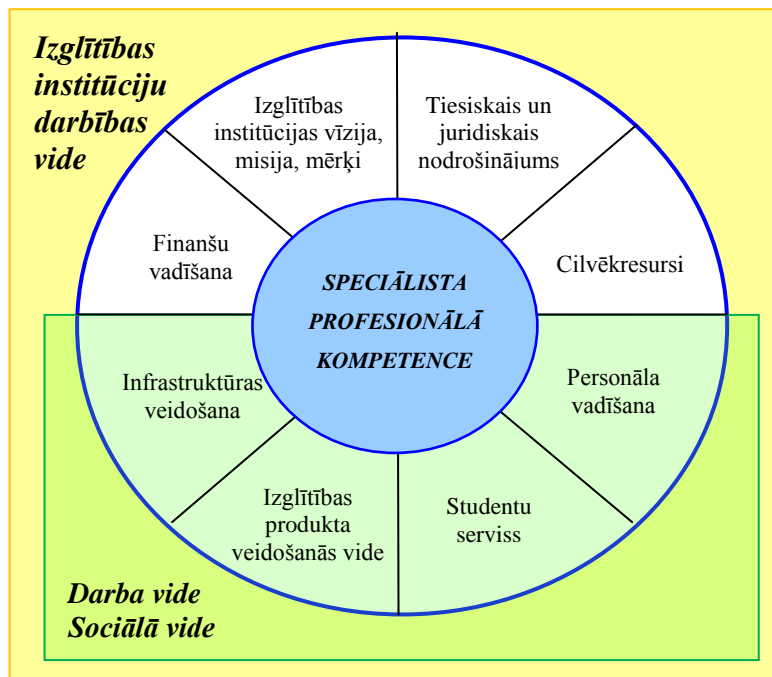 Izglītības
institūciju
darbības
vide
Izglītības
institūcijas vīzija,
misija, mērķi
Tiesiskais un
juridiskais
nodrošinājums
Finanšu
vadīšana
Cilvēkresursi
SPECIĀLISTA
PROFESIONĀLĀ
KOMPETENCE
Infrastruktūras
veidošana
Personāla
vadīšana
Izglītības
produkta
veidošanās vide
Studentu
serviss
Darba vide
Sociālā vide